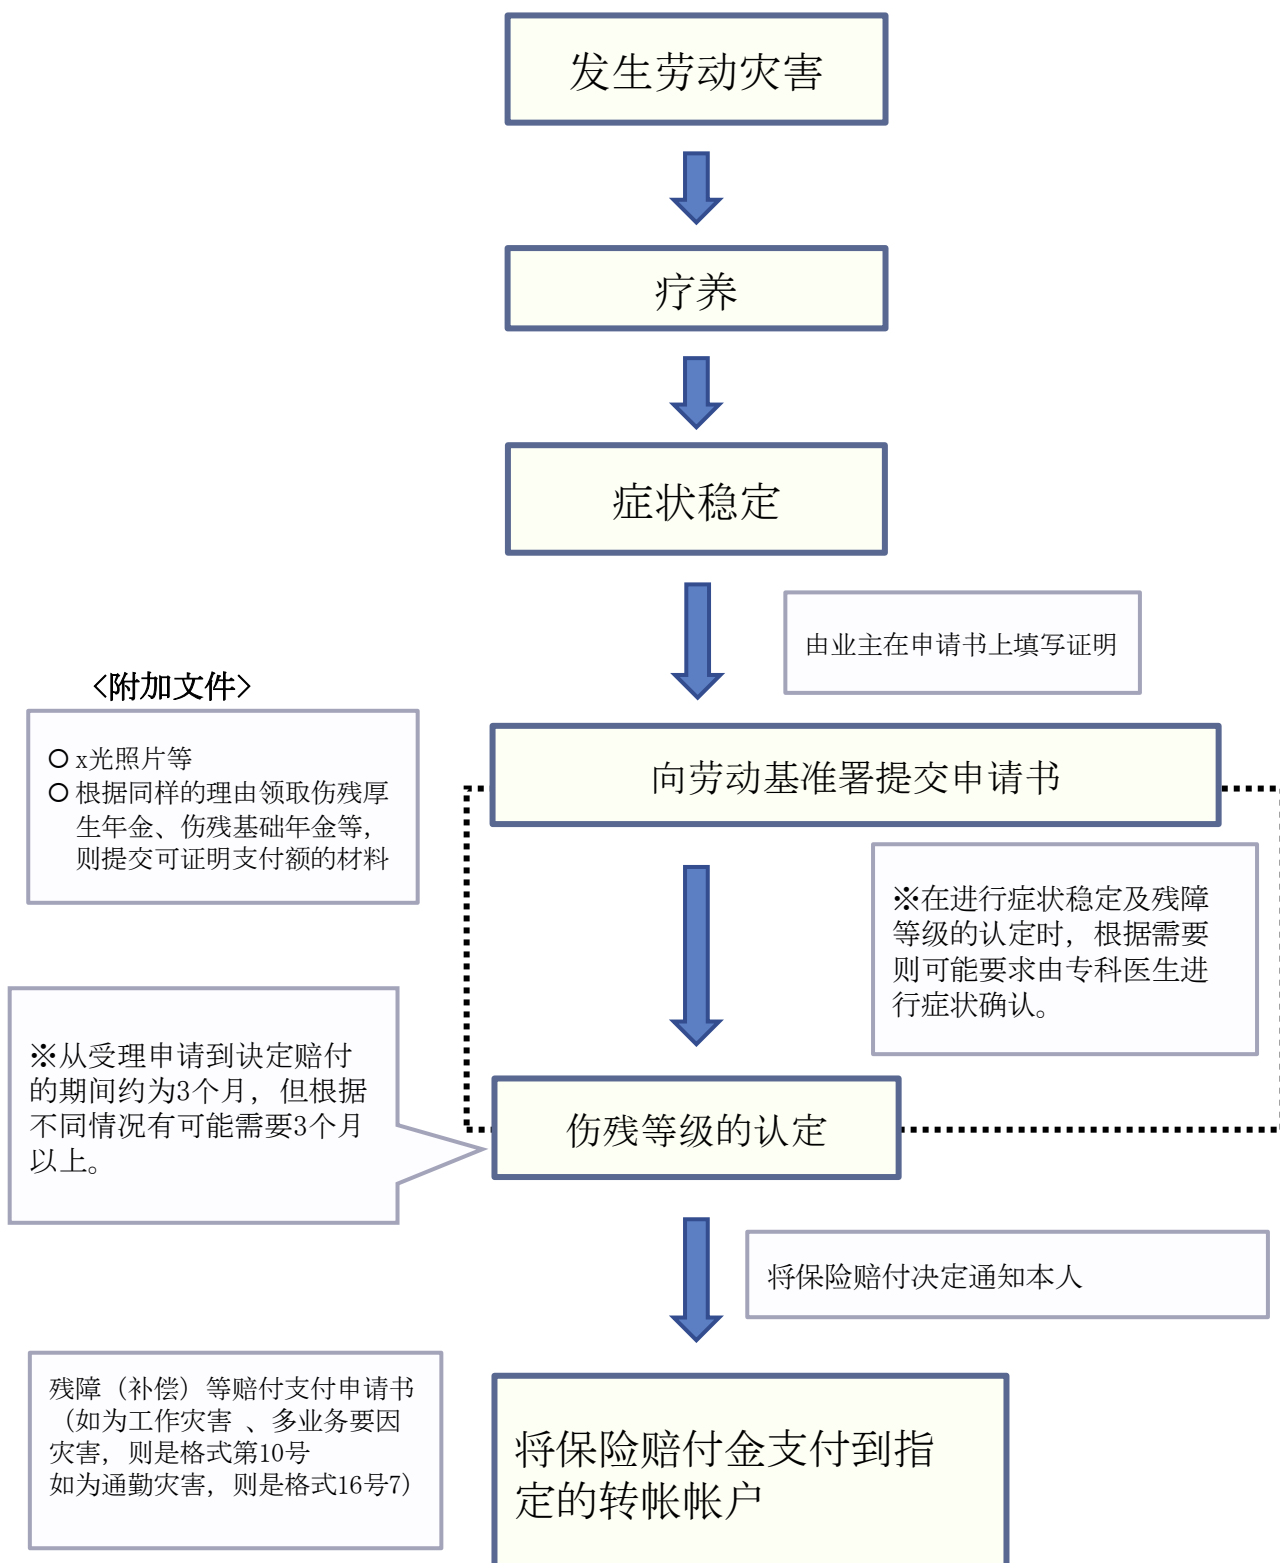 发生劳动灾害
疗养
症状稳定
由业主在申请书上填写证明
<附加文件>
○ x光照片等
○ 根据同样的理由领取伤残厚
生年金、伤残基础年金等，
则提交可证明支付额的材料
向劳动基准署提交申请书
※在进行症状稳定及残障
等级的认定时，根据需要
则可能要求由专科医生进
行症状确认。
※从受理申请到诀定赔付
的期间约为3个月，但根据
不同情况有可能需要3个月
以上。
伤残等级的认定
将保险赔付决定通知本人
残障（补偿）等赔付支付申请书
（如为工作灾害 、多业务要因
灾害，则是格式第10号
如为通勤灾害，则是格式16号7）
将保险赔付金支付到指
定的转帐帐户